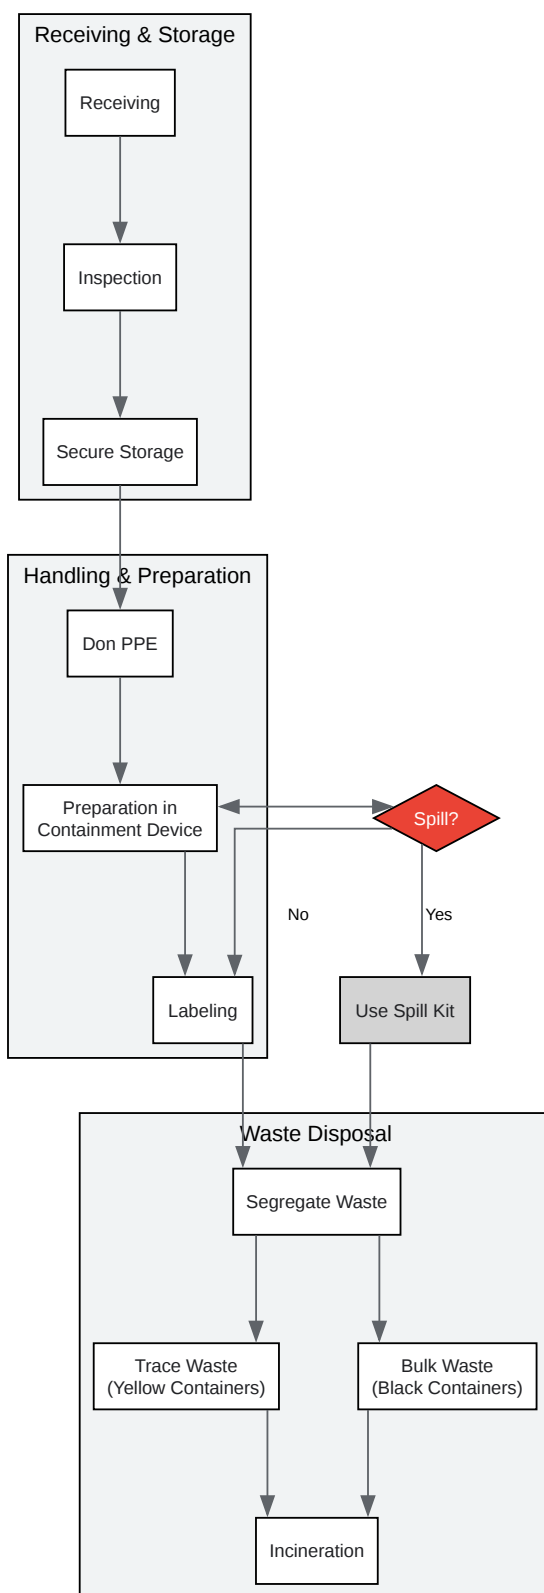 Receiving & Storage
Receiving
Inspection
Secure Storage
Handling & Preparation
Don PPE
Preparation in
Containment Device
Spill?
No
Yes
Labeling
Use Spill Kit
Waste Disposal
Segregate Waste
Trace Waste
(Yellow Containers)
Bulk Waste
(Black Containers)
Incineration